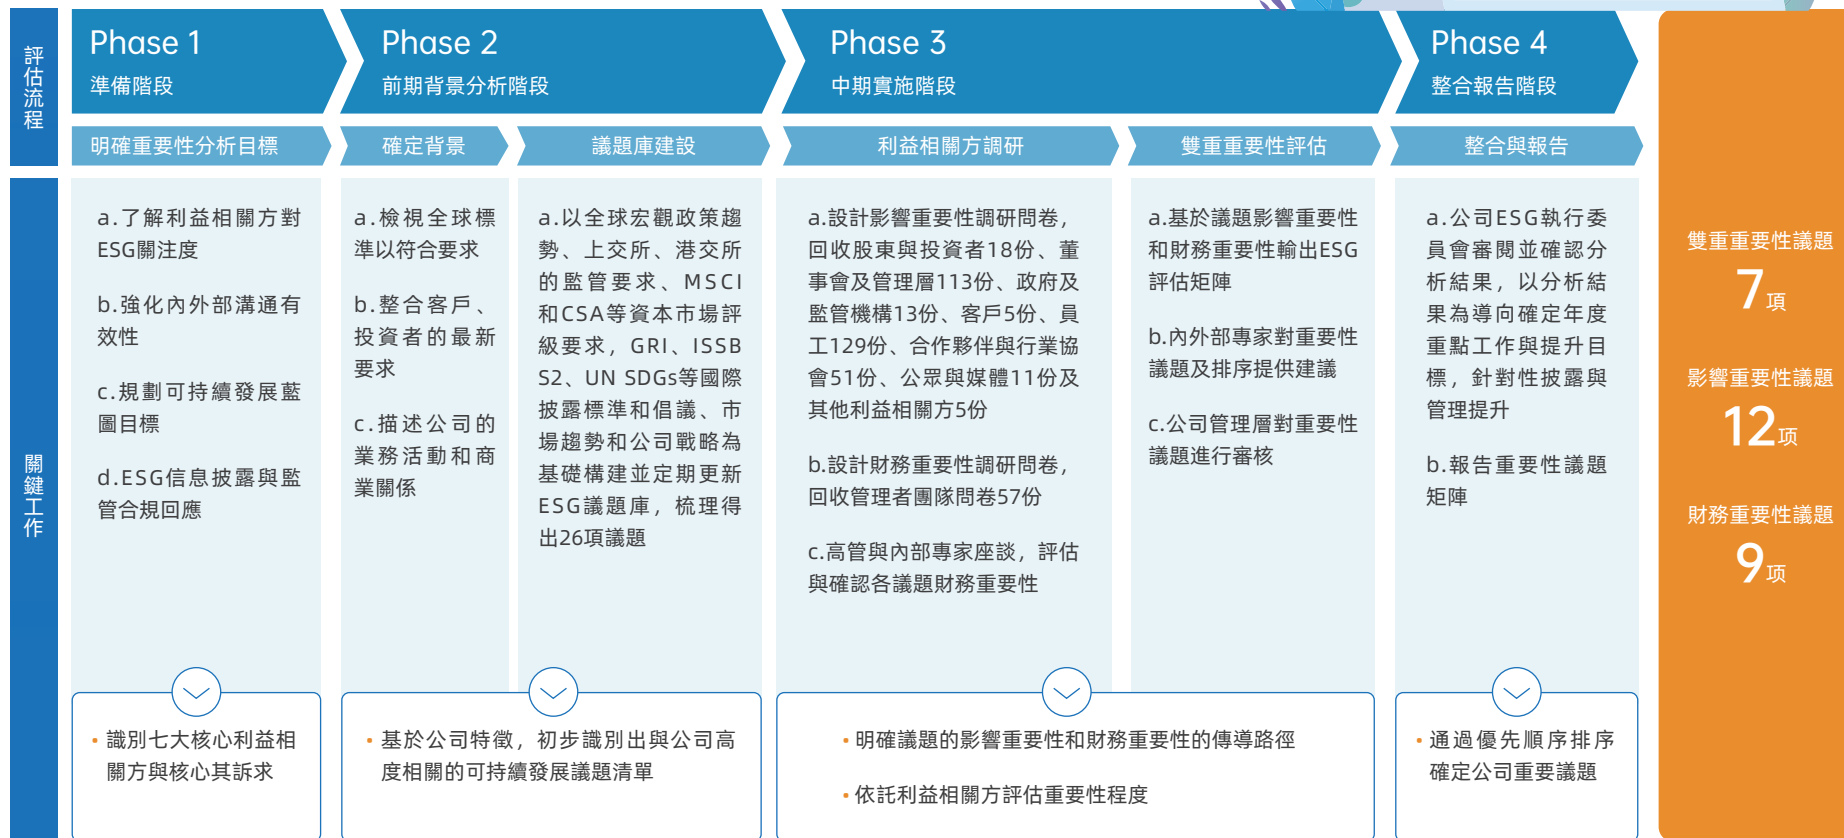 評估流程
Phase 1
準備階段
Phase 2
前期背景分析階段
Phase 3
中期實施階段
Phase 4
整合報告階段
明確重要性分析目標
確定背景
議題庫建設
利益相關方調研
雙重重要性評估
整合與報告
關鍵工作
a.了解利益相關方對
ESG關注度
b.強化內外部溝通有
效性
c.規劃可持續發展藍
圖目標
d.ESG信息披露與監
管合規回應
a.檢視全球標
準以符合要求
b.整合客戶、
投資者的最新
要求
c.描述公司的
業務活動和商
業關係
a.以全球宏觀政策趨
勢、上交所、港交所
的監管要求、MSCI
和CSA等資本市場評
級要求，GRI、ISSB
S2、UN SDGs等國際
披露標準和倡議、市
場趨勢和公司戰略為
基礎構建並定期更新
ESG議題庫，梳理得
出26項議題
a.設計影響重要性調研問卷，
回收股東與投資者18份、董
事會及管理層113份、政府及
監管機構13份、客戶5份、員
工129份、合作夥伴與行業協
會51份、公眾與媒體11份及
其他利益相關方5份
b.設計財務重要性調研問卷，
回收管理者團隊問卷57份
c.高管與內部專家座談，評估
與確認各議題財務重要性
a.基於議題影響重要性
和財務重要性輸出ESG
評估矩陣
b.內外部專家對重要性
議題及排序提供建議
c.公司管理層對重要性
議題進行審核
a.公司ESG執行委
員會審閱並確認分
析結果，以分析結
果為導向確定年度
重點工作與提升目
標，針對性披露與
管理提升
b.報告重要性議題
矩陣
• 識別七大核心利益相
關方與核心其訴求
• 基於公司特徵，初步識別出與公司高
度相關的可持續發展議題清單
• 明確議題的影響重要性和財務重要性的傳導路徑
• 依託利益相關方評估重要性程度
• 通過優先順序排序
確定公司重要議題
雙重重要性議題
7项
影響重要性議題
12项
財務重要性議題
9项